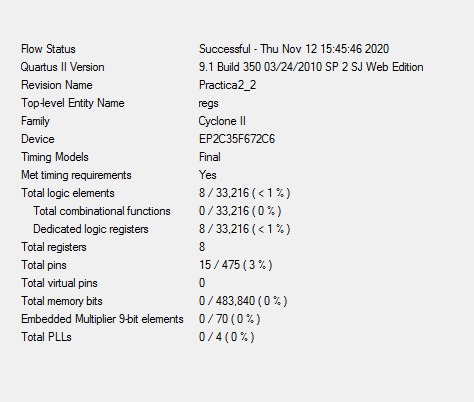 Flow Status Successful - Thu Nov 12 15:45:46 2020
Quartus II Version 9.1 Build 350 03/24/2010 SP 2 SJ Web Edition
Revision Name Practica2_2
Top-level Entity Name regs
Family Cyclone II
Device EP2C35F672C6
Timing Models Final
Met timing requirements Yes
Total logic elements 8 / 33,216 ( < 1 % )
Total combinational functions 0 / 33,216 ( 0 % )
Dedicated logic registers 8 / 33,216 ( < 1 % )
Total registers 8
Total pins 15 / 475 ( 3 % )
Total virtual pins 0
Total memory bits 0 / 483,840 ( 0 % )
Embedded Multiplier 9-bit elements 0 / 70 ( 0 % )
Total PLLs 0 / 4 ( 0 % )